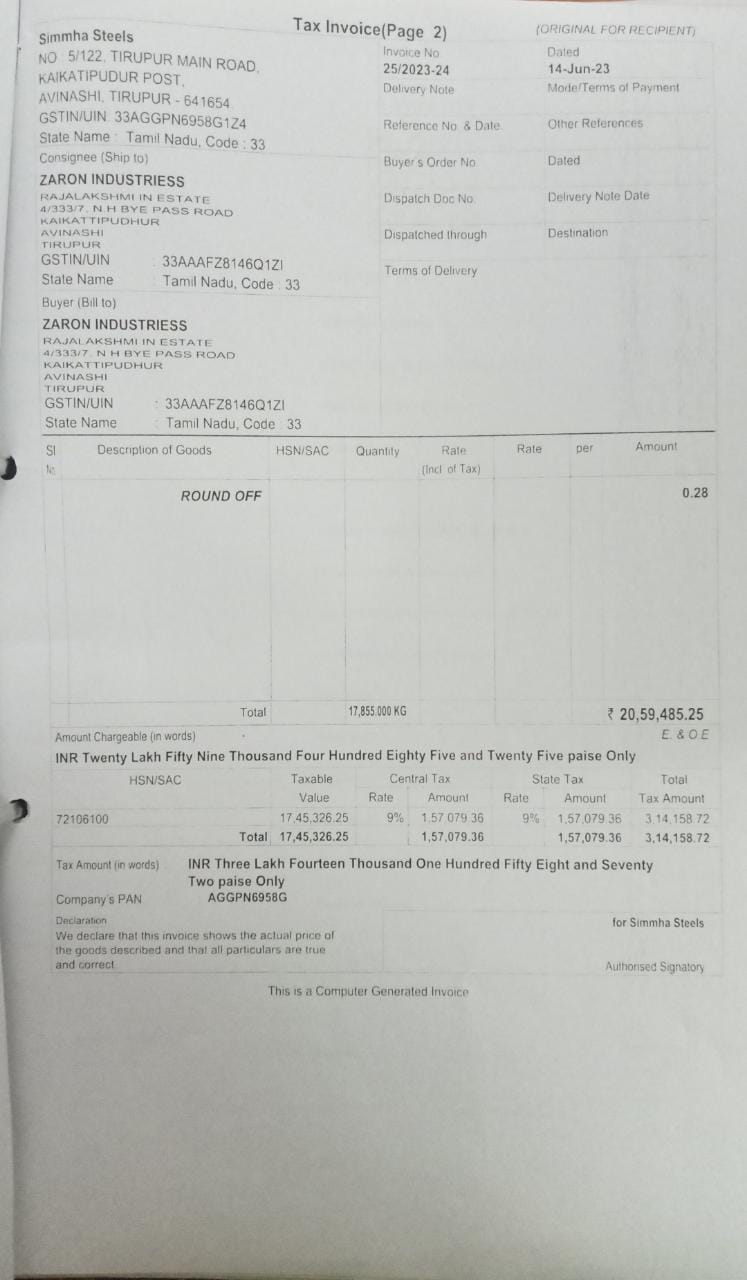 Tax Invoice(Page 2)
(ORIGINAL FOR RECIPIENT)
Simmha Steels
NO : 5/122, TIRUPUR MAIN ROAD,
KAIKATIPUDUR POST,
AVINASHI, TIRUPUR - 641654.
GSTIN/UIN: 33AGGPN6958G1Z4
State Name : Tamil Nadu, Code : 33
Invoice No.
25/2023-24
Dated
14-Jun-23
Delivery Note
Mode/Terms of Payment
Reference No. & Date.
Other References
Buyer's Order No.
Dated
Dispatch Doc No.
Delivery Note Date
Dispatched through
Destination
Terms of Delivery
Consignee (Ship to)
ZARON INDUSTRIESS
RAJALAKSHMI IN ESTATE
4/333/7, N.H BYE PASS ROAD
KAIKATTIPUDHUR
AVINASHI
TIRUPUR
GSTIN/UIN : 33AAAFZ8146Q1ZI
State Name : Tamil Nadu, Code : 33
Buyer (Bill to)
ZARON INDUSTRIESS
RAJALAKSHMI IN ESTATE
4/333/7, N.H BYE PASS ROAD
KAIKATTIPUDHUR
AVINASHI
TIRUPUR
GSTIN/UIN : 33AAAFZ8146Q1ZI
State Name : Tamil Nadu, Code : 33
Sl Description of Goods HSN/SAC Quantity Rate Rate per Amount
No. (Incl. of Tax)
ROUND OFF 0.28
Total 17,855.000 KG ₹ 20,59,485.25
Amount Chargeable (in words) E. & O.E
INR Twenty Lakh Fifty Nine Thousand Four Hundred Eighty Five and Twenty Five paise Only
HSN/SAC Taxable Central Tax State Tax Total
Value Rate Amount Rate Amount Tax Amount
72106100 17,45,326.25 9% 1,57,079.36 9% 1,57,079.36 3,14,158.72
Total 17,45,326.25 1,57,079.36 1,57,079.36 3,14,158.72
Tax Amount (in words) : INR Three Lakh Fourteen Thousand One Hundred Fifty Eight and Seventy
Two paise Only
Company's PAN : AGGPN6958G
Declaration
We declare that this invoice shows the actual price of
the goods described and that all particulars are true
and correct.
for Simmha Steels
Authorised Signatory
This is a Computer Generated Invoice